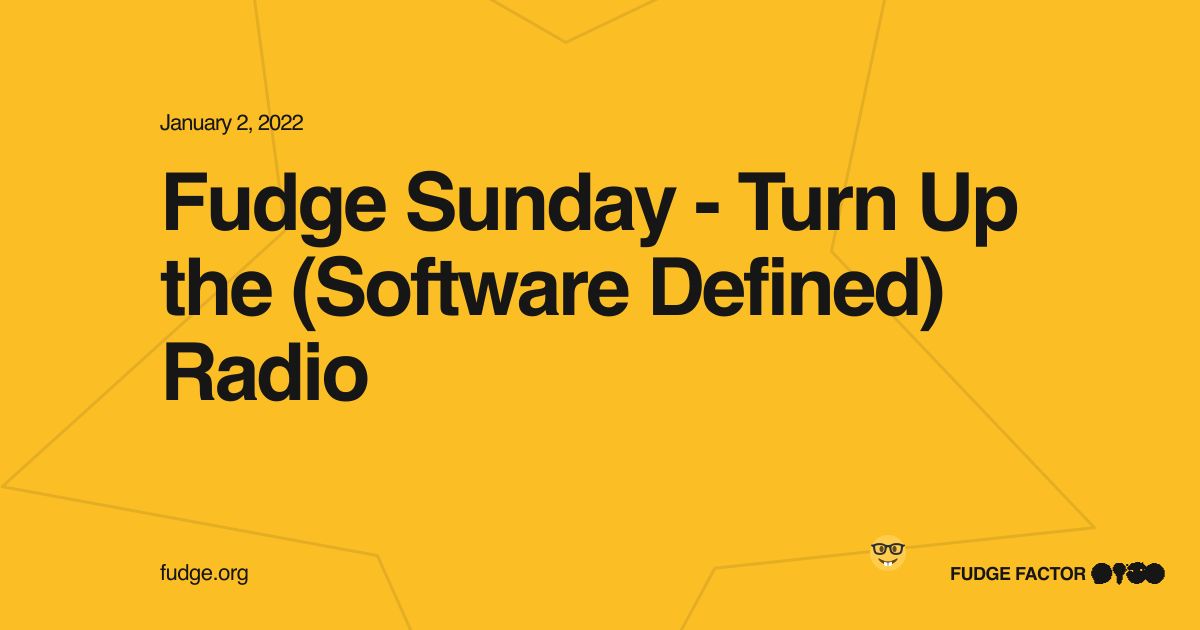 January 2, 2022
Fudge Sunday - Turn Up
the (Software Defined)
Radio
fudge.org
FUDGE FACTOR